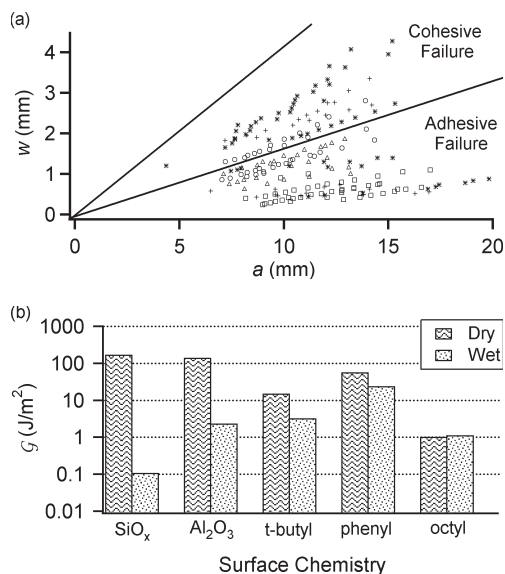 (a)
Cohesive
Failure
Adhesive
Failure
4
3
2
1
0
w (mm)
0 5 10 15 20
a (mm)
(b)
Dry
Wet
1000
100
10
1
0.1
0.01
𝒢 (J/m²)
SiOₓ Al₂O₃ t-butyl phenyl octyl
Surface Chemistry